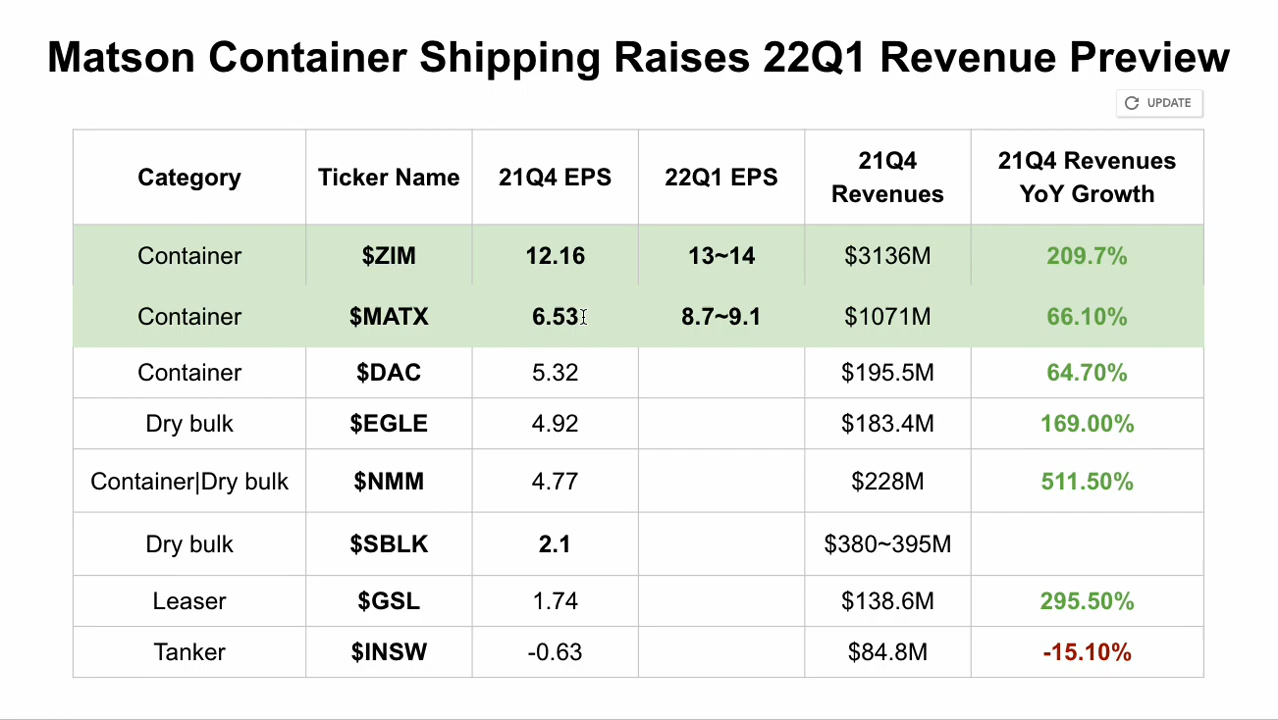 Matson Container Shipping Raises 22Q1 Revenue Preview
UPDATE
Category Ticker Name 21Q4 EPS 22Q1 EPS 21Q4 Revenues 21Q4 Revenues YoY Growth
Container $ZIM 12.16 13~14 $3136M 209.7%
Container $MATX 6.53 8.7~9.1 $1071M 66.10%
Container $DAC 5.32 $195.5M 64.70%
Dry bulk $EGLE 4.92 $183.4M 169.00%
Container|Dry bulk $NMM 4.77 $228M 511.50%
Dry bulk $SBLK 2.1 $380~395M
Leaser $GSL 1.74 $138.6M 295.50%
Tanker $INSW -0.63 $84.8M -15.10%